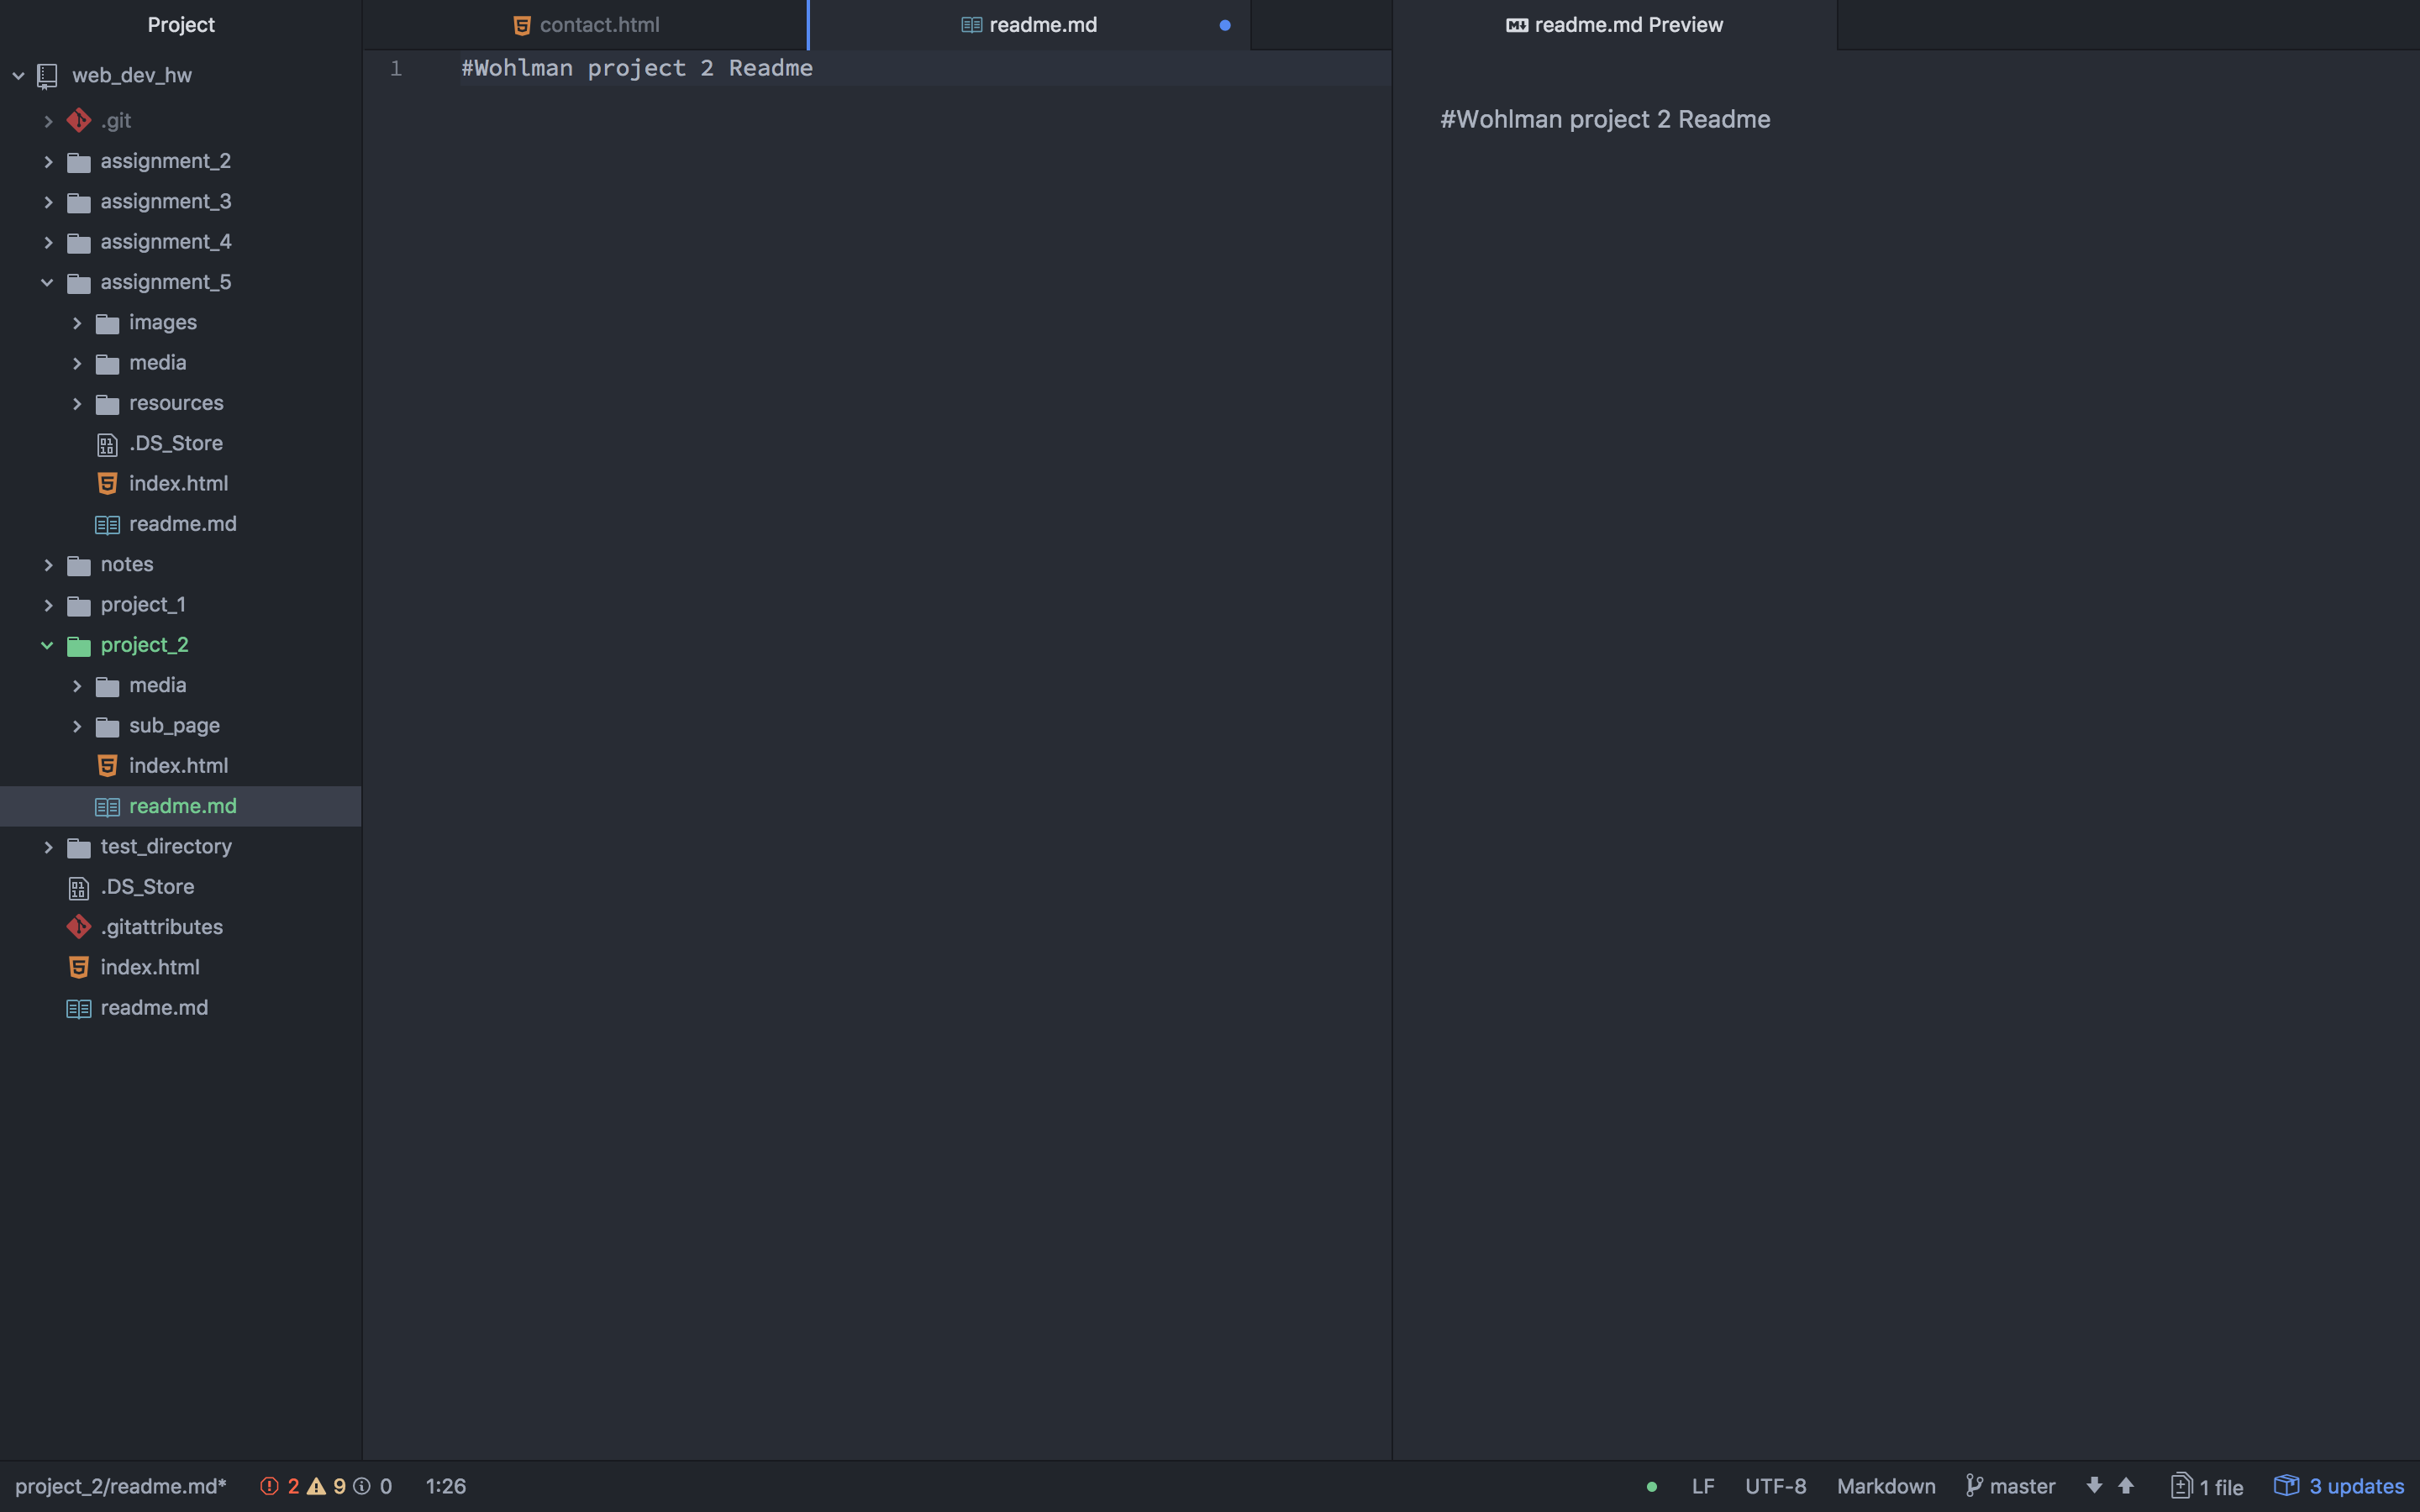 Project
web_dev_hw
.git
assignment_2
assignment_3
assignment_4
assignment_5
images
media
resources
.DS_Store
index.html
readme.md
notes
project_1
project_2
media
sub_page
index.html
readme.md
test_directory
.DS_Store
.gitattributes
index.html
readme.md
contact.html
readme.md
1 #Wohlman project 2 Readme
readme.md Preview
#Wohlman project 2 Readme
project_2/readme.md* 2 9 0 1:26 LF UTF-8 Markdown master 1 file 3 updates